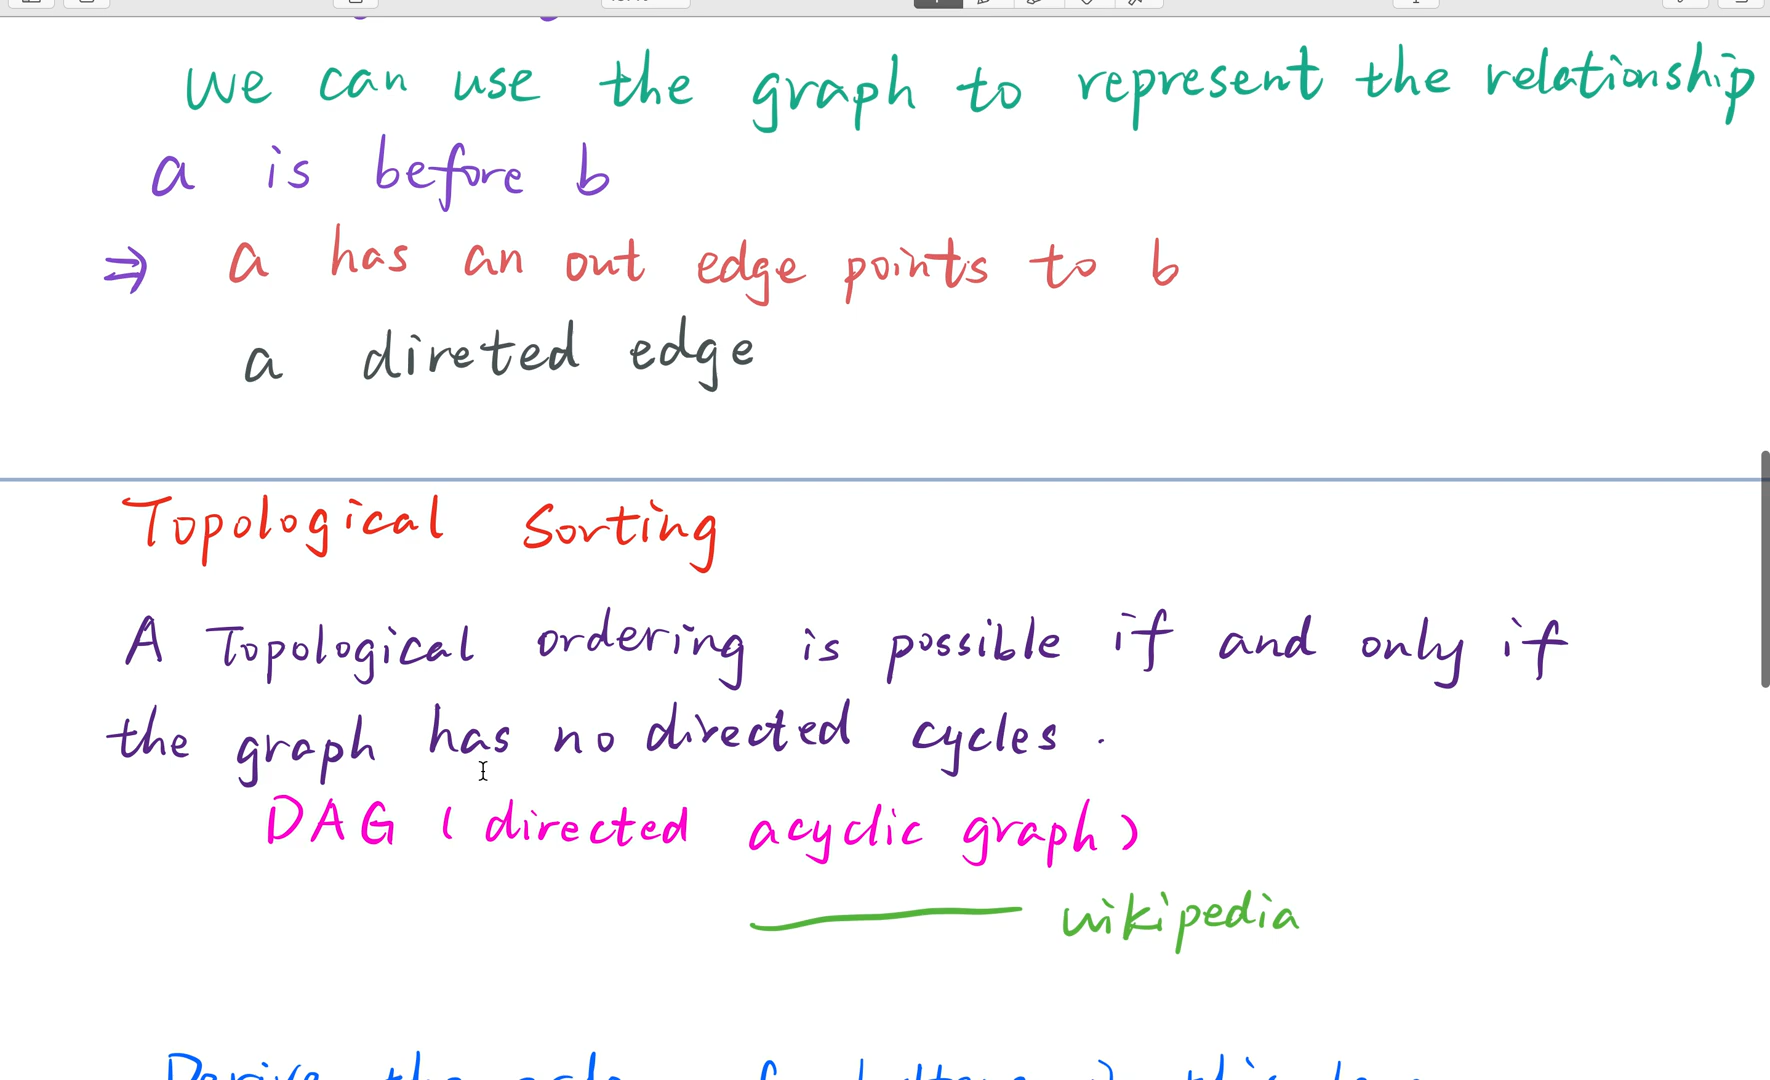 we can use the graph to represent the relationship
a is before b
⇒ a has an out edge points to b
a direted edge
Topological Sorting
A Topological ordering is possible if and only if
the graph has no directed cycles .
DAG ( directed acyclic graph )
—— wikipedia